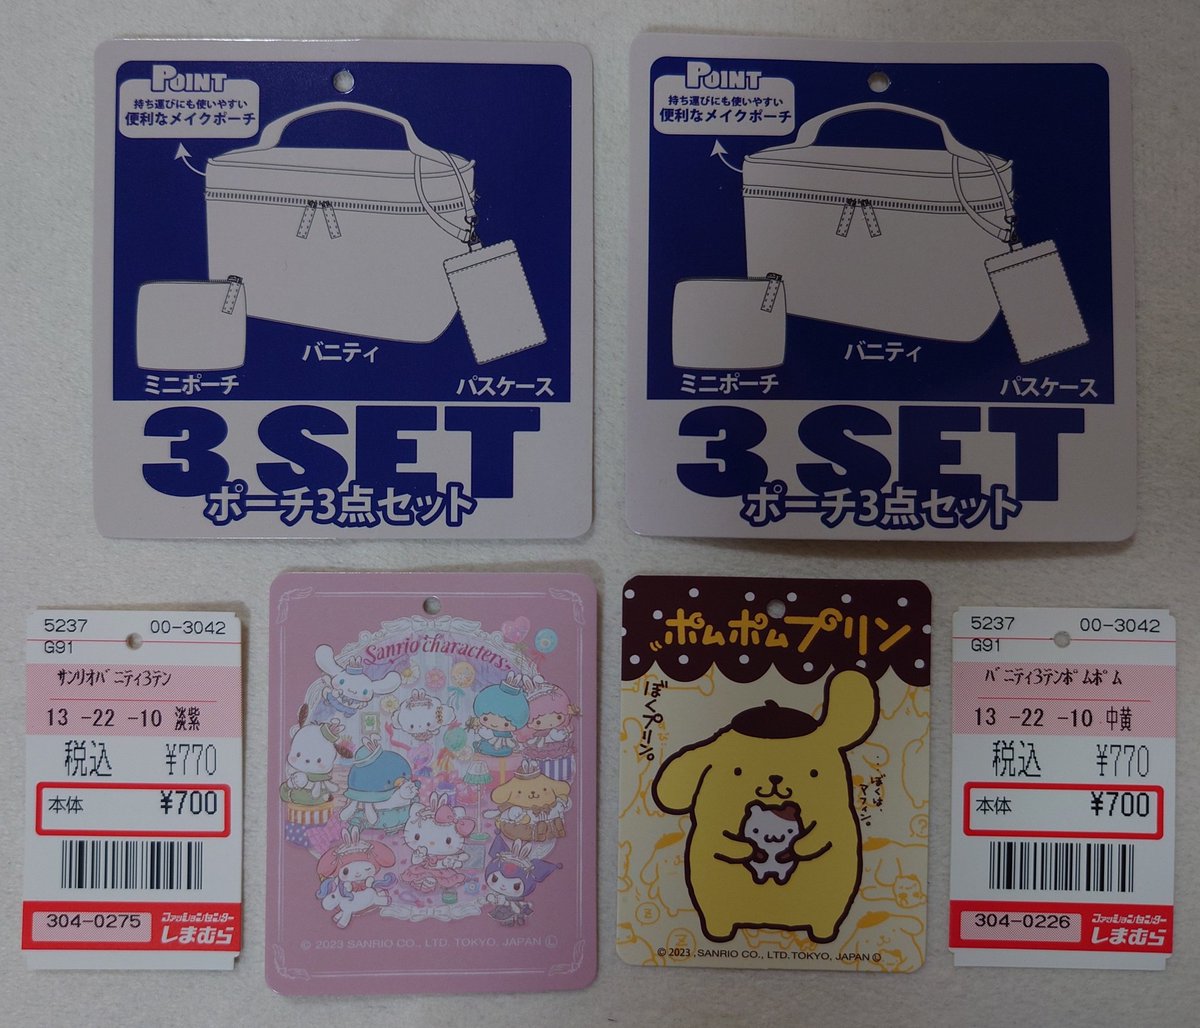 POINT
持ち運びにも使いやすい
便利なメイクポーチ
バニティ
ミニポーチ
パスケース
3 SET
ポーチ3点セット
POINT
持ち運びにも使いやすい
便利なメイクポーチ
バニティ
ミニポーチ
パスケース
3 SET
ポーチ3点セット
5237 00-3042
G91
サンリオバニティ3テン
13 -22 -10 淡紫
税込 ¥770
本体 ¥700
304-0275
ファッションセンター
しまむら
Sanrio characters
© 2023 SANRIO CO., LTD. TOKYO, JAPAN Ⓛ
ポムポムプリン
ぼくプリン。
ぼくは、
マフィン。
© 2023, SANRIO CO., LTD. TOKYO, JAPAN Ⓛ
5237 00-3042
G91
バニティ3テンポムポム
13 -22 -10 中黄
税込 ¥770
本体 ¥700
304-0226
ファッションセンター
しまむら